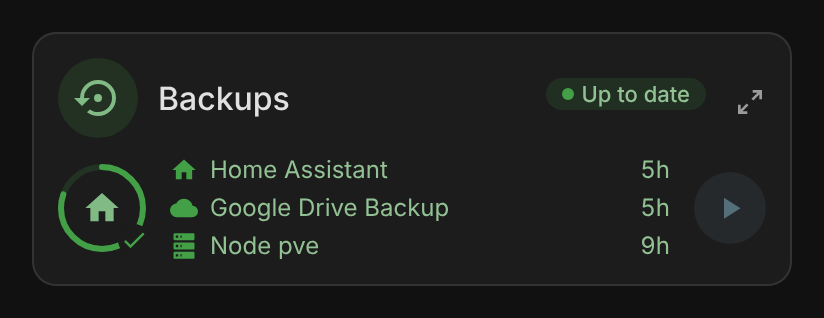 Backups
Up to date
Home Assistant 5h
Google Drive Backup 5h
Node pve 9h